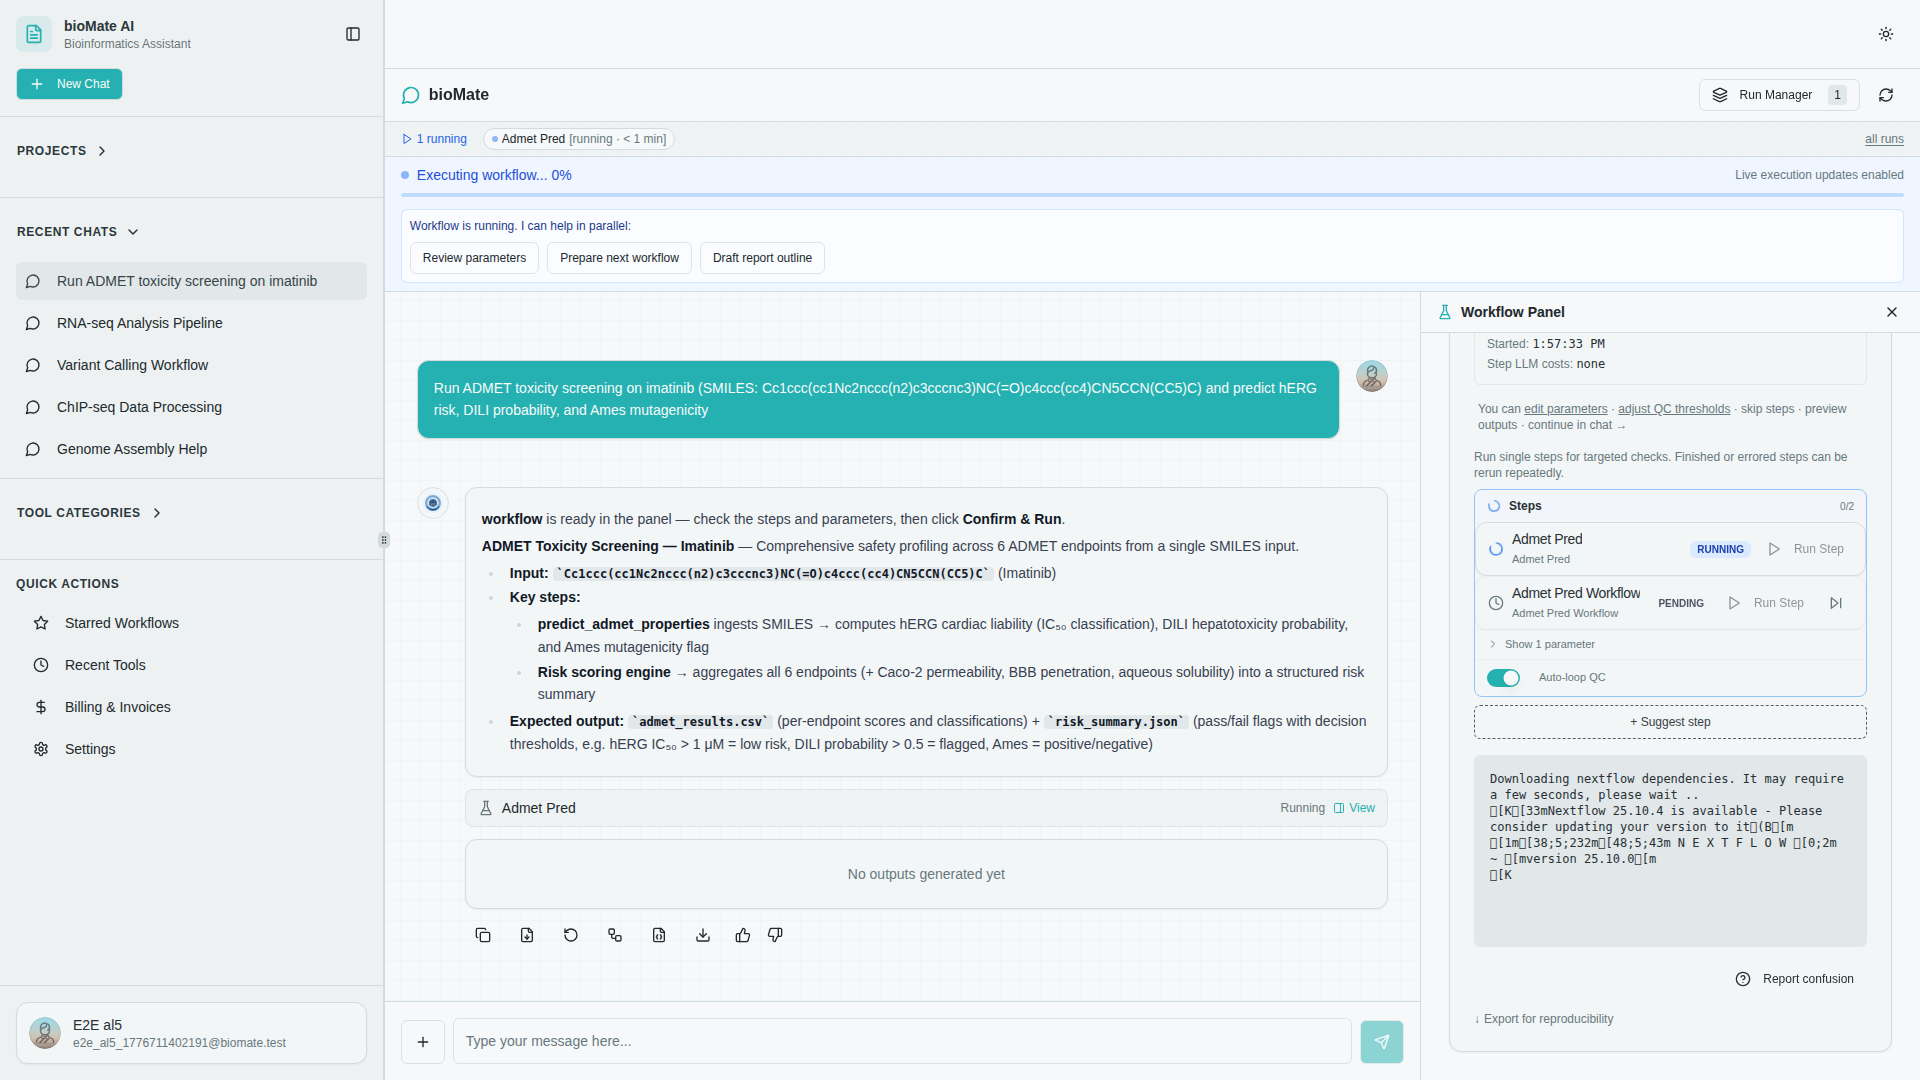 bioMate AI
Bioinformatics Assistant
New Chat
PROJECTS
RECENT CHATS
Run ADMET toxicity screening on imatinib
RNA-seq Analysis Pipeline
Variant Calling Workflow
ChIP-seq Data Processing
Genome Assembly Help
TOOL CATEGORIES
QUICK ACTIONS
Starred Workflows
Recent Tools
Billing & Invoices
Settings
E2E al5
e2e_al5_1776711402191@biomate.test
bioMate
Run Manager 1
1 running
Admet Pred [running · < 1 min]
all runs
Executing workflow... 0%
Live execution updates enabled
Workflow is running. I can help in parallel:
Review parameters
Prepare next workflow
Draft report outline
Run ADMET toxicity screening on imatinib (SMILES: Cc1ccc(cc1Nc2nccc(n2)c3cccnc3)NC(=O)c4ccc(cc4)CN5CCN(CC5)C) and predict hERG
risk, DILI probability, and Ames mutagenicity
workflow is ready in the panel — check the steps and parameters, then click Confirm & Run.
ADMET Toxicity Screening — Imatinib — Comprehensive safety profiling across 6 ADMET endpoints from a single SMILES input.
Input: `Cc1ccc(cc1Nc2nccc(n2)c3cccnc3)NC(=O)c4ccc(cc4)CN5CCN(CC5)C` (Imatinib)
Key steps:
predict_admet_properties ingests SMILES → computes hERG cardiac liability (IC₅₀ classification), DILI hepatotoxicity probability,
and Ames mutagenicity flag
Risk scoring engine → aggregates all 6 endpoints (+ Caco-2 permeability, BBB penetration, aqueous solubility) into a structured risk
summary
Expected output: `admet_results.csv` (per-endpoint scores and classifications) + `risk_summary.json` (pass/fail flags with decision
thresholds, e.g. hERG IC₅₀ > 1 μM = low risk, DILI probability > 0.5 = flagged, Ames = positive/negative)
Admet Pred
Running
View
No outputs generated yet
Type your message here...
Workflow Panel
Started: 1:57:33 PM
Step LLM costs: none
You can edit parameters · adjust QC thresholds · skip steps · preview
outputs · continue in chat →
Run single steps for targeted checks. Finished or errored steps can be
rerun repeatedly.
Steps
0/2
Admet Pred
Admet Pred
RUNNING
Run Step
Admet Pred Workflow
Admet Pred Workflow
PENDING
Run Step
Show 1 parameter
Auto-loop QC
+ Suggest step
Downloading nextflow dependencies. It may require
a few seconds, please wait ..
▯[K▯[33mNextflow 25.10.4 is available - Please
consider updating your version to it▯(B▯[m
▯[1m▯[38;5;232m▯[48;5;43m N E X T F L O W ▯[0;2m
~ ▯[mversion 25.10.0▯[m
▯[K
Report confusion
↓ Export for reproducibility